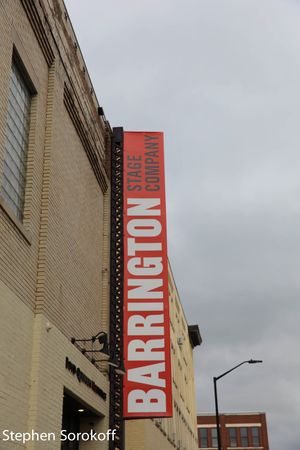 BARRINGTON
STAGE
COMPANY
Stephen Sorokoff